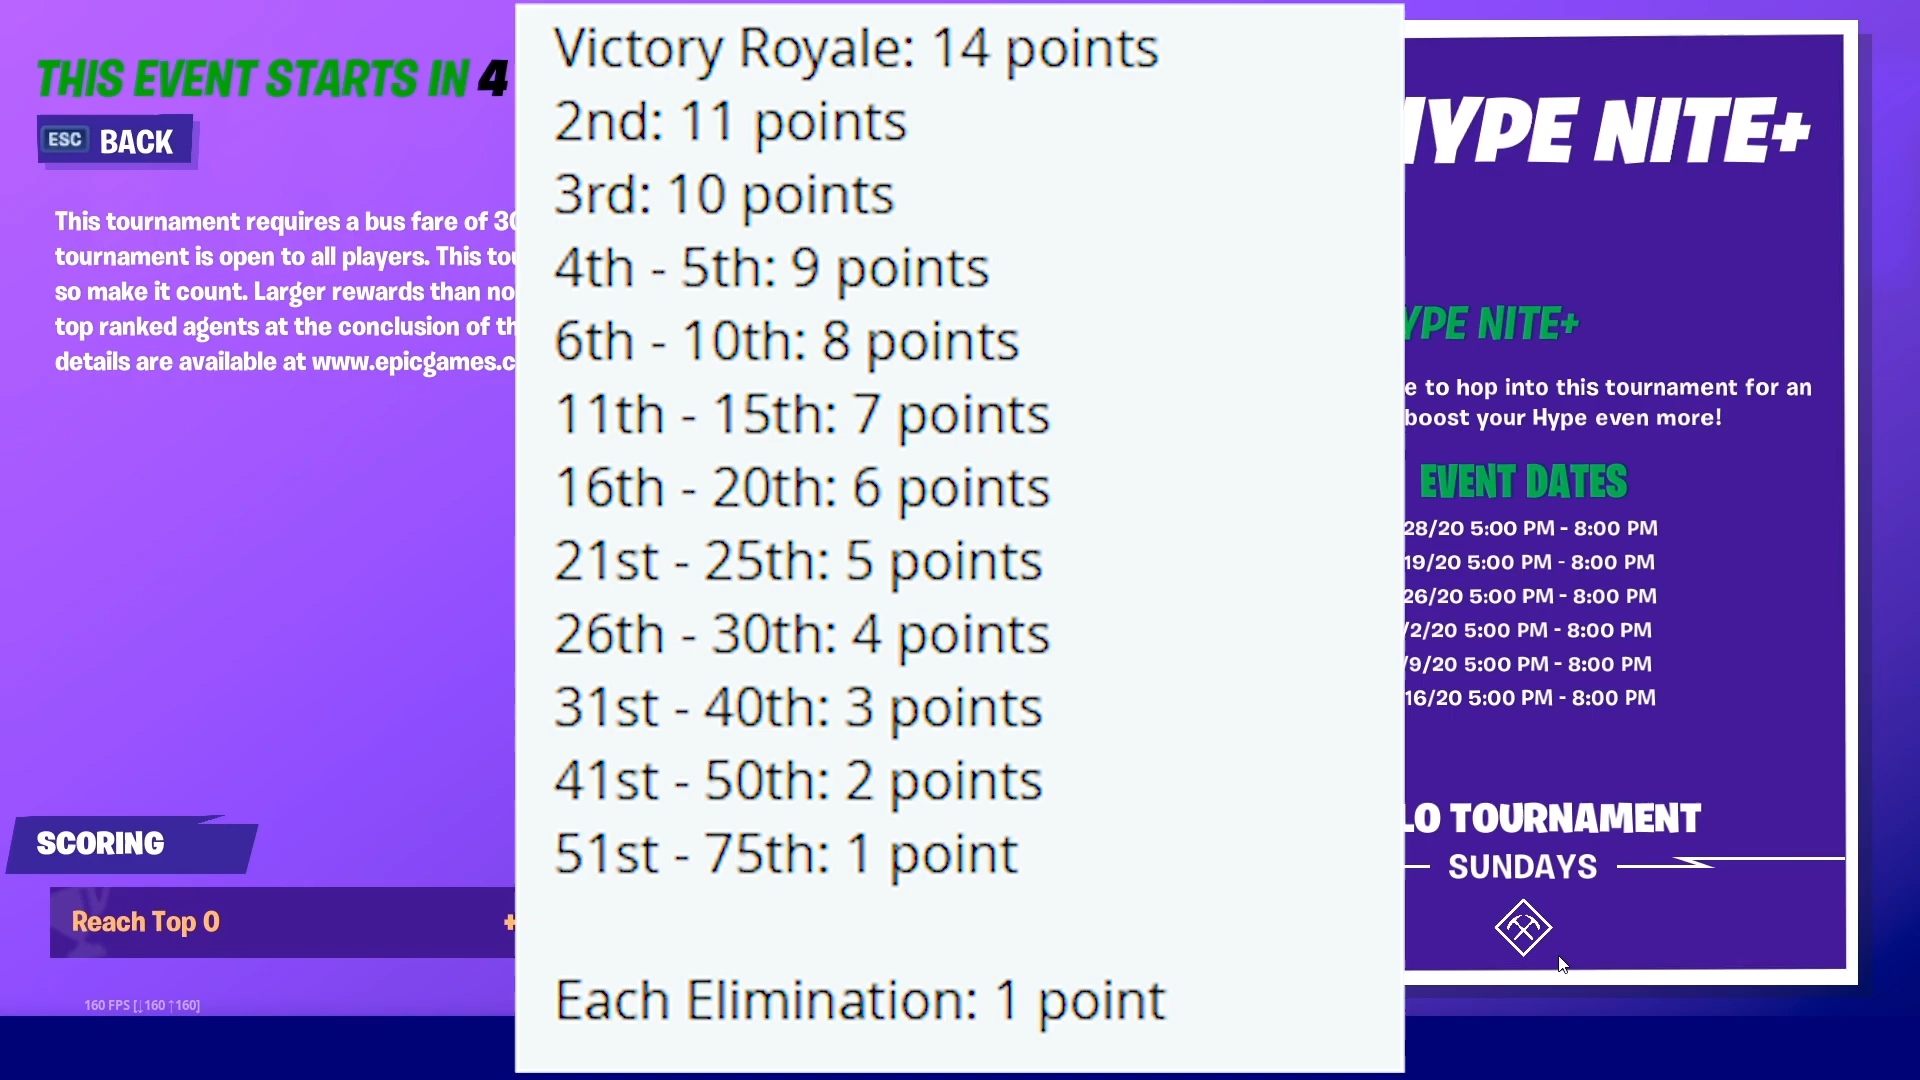 THIS EVENT STARTS IN 4
ESC BACK
This tournament requires a bus fare of
tournament is open to all players. This
so make it count. Larger rewards than
top ranked agents at the conclusion of
details are available at www.epicgames.c
SCORING
Reach Top 0 +
160 FPS [↓160 ↑160]
Victory Royale: 14 points
2nd: 11 points
3rd: 10 points
4th - 5th: 9 points
6th - 10th: 8 points
11th - 15th: 7 points
16th - 20th: 6 points
21st - 25th: 5 points
26th - 30th: 4 points
31st - 40th: 3 points
41st - 50th: 2 points
51st - 75th: 1 point
Each Elimination: 1 point
HYPE NITE+
YPE NITE+
e to hop into this tournament for an
boost your Hype even more!
EVENT DATES
28/20 5:00 PM - 8:00 PM
19/20 5:00 PM - 8:00 PM
26/20 5:00 PM - 8:00 PM
/2/20 5:00 PM - 8:00 PM
/9/20 5:00 PM - 8:00 PM
16/20 5:00 PM - 8:00 PM
LO TOURNAMENT
SUNDAYS